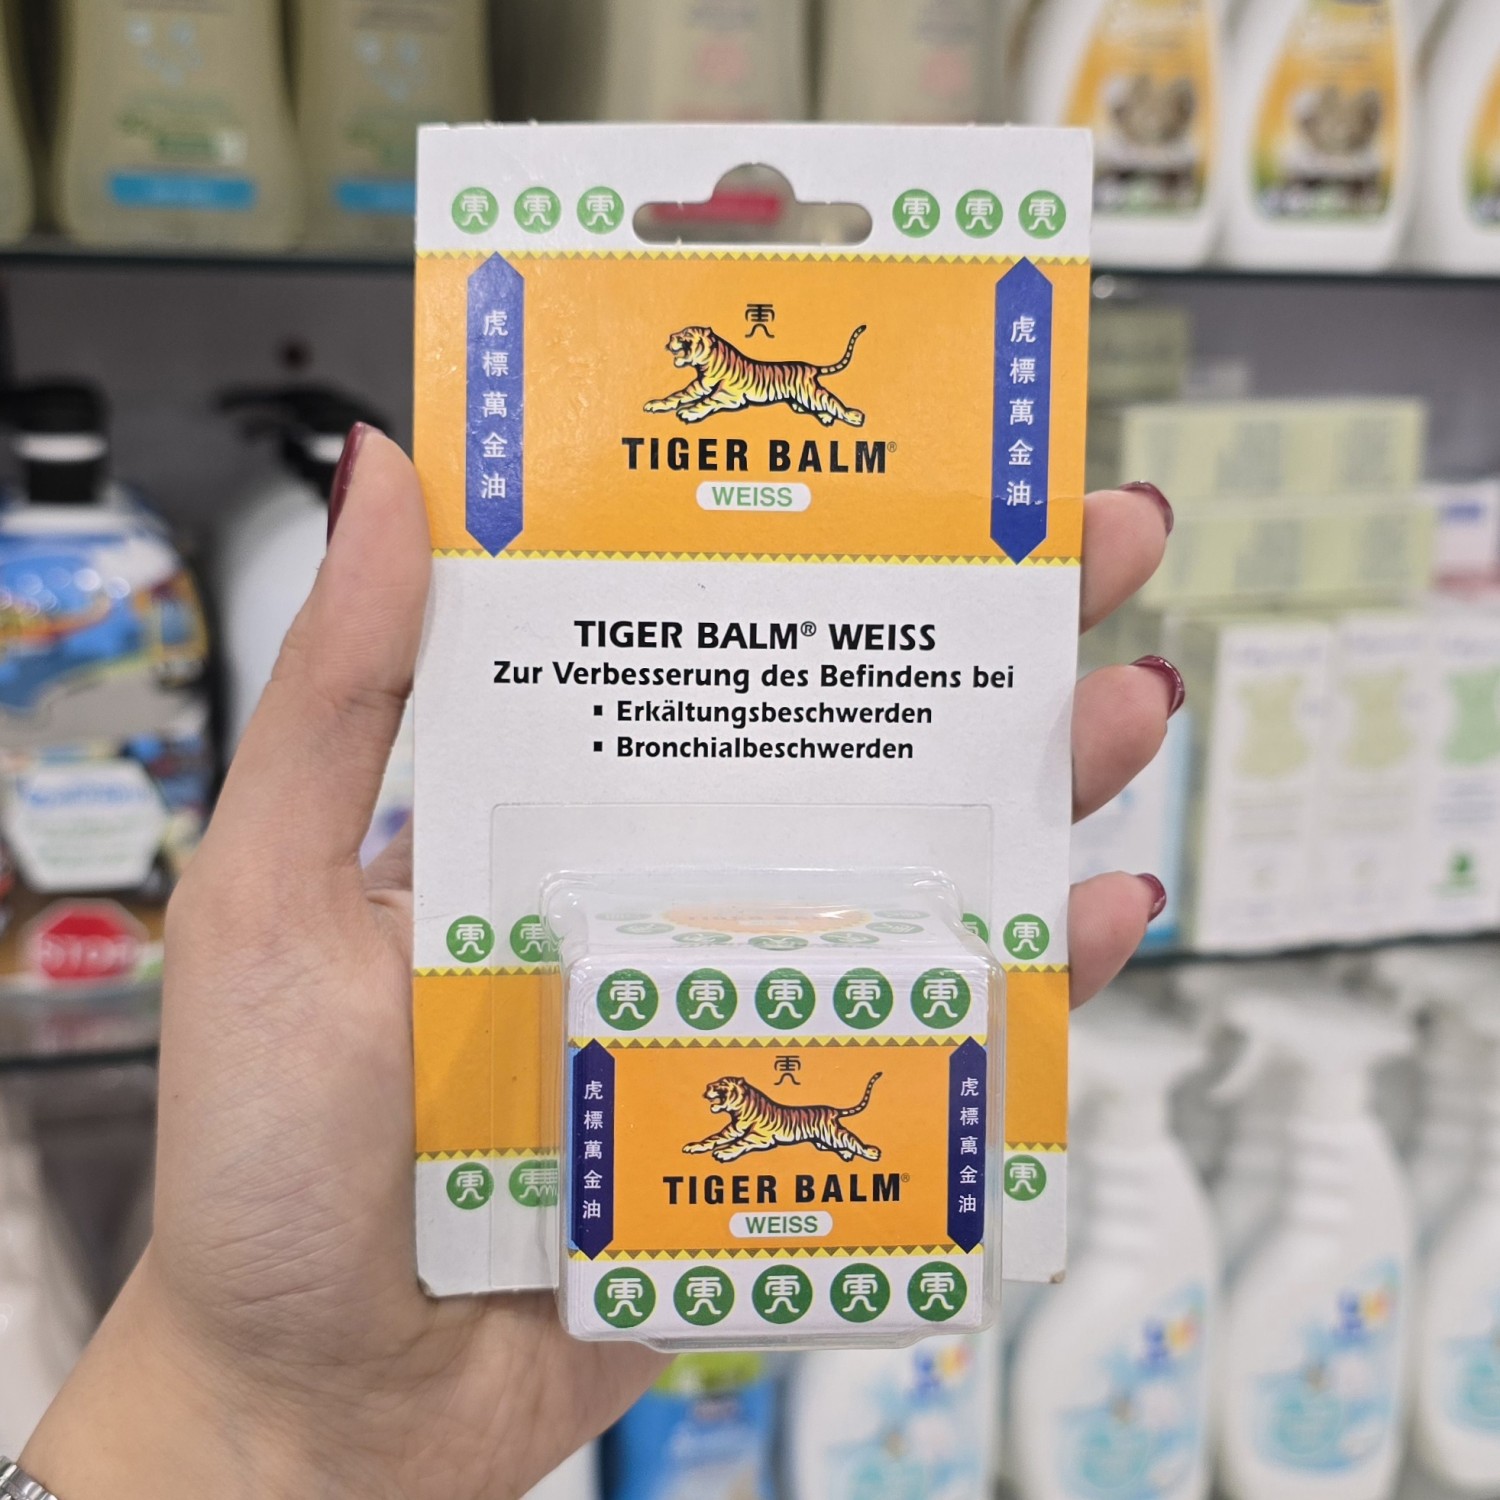 虎標萬金油
虎標萬金油
TIGER BALM®
WEISS
TIGER BALM® WEISS
Zur Verbesserung des Befindens bei
▪ Erkältungsbeschwerden
▪ Bronchialbeschwerden
虎標萬金油
虎標萬金油
TIGER BALM®
WEISS
STOP